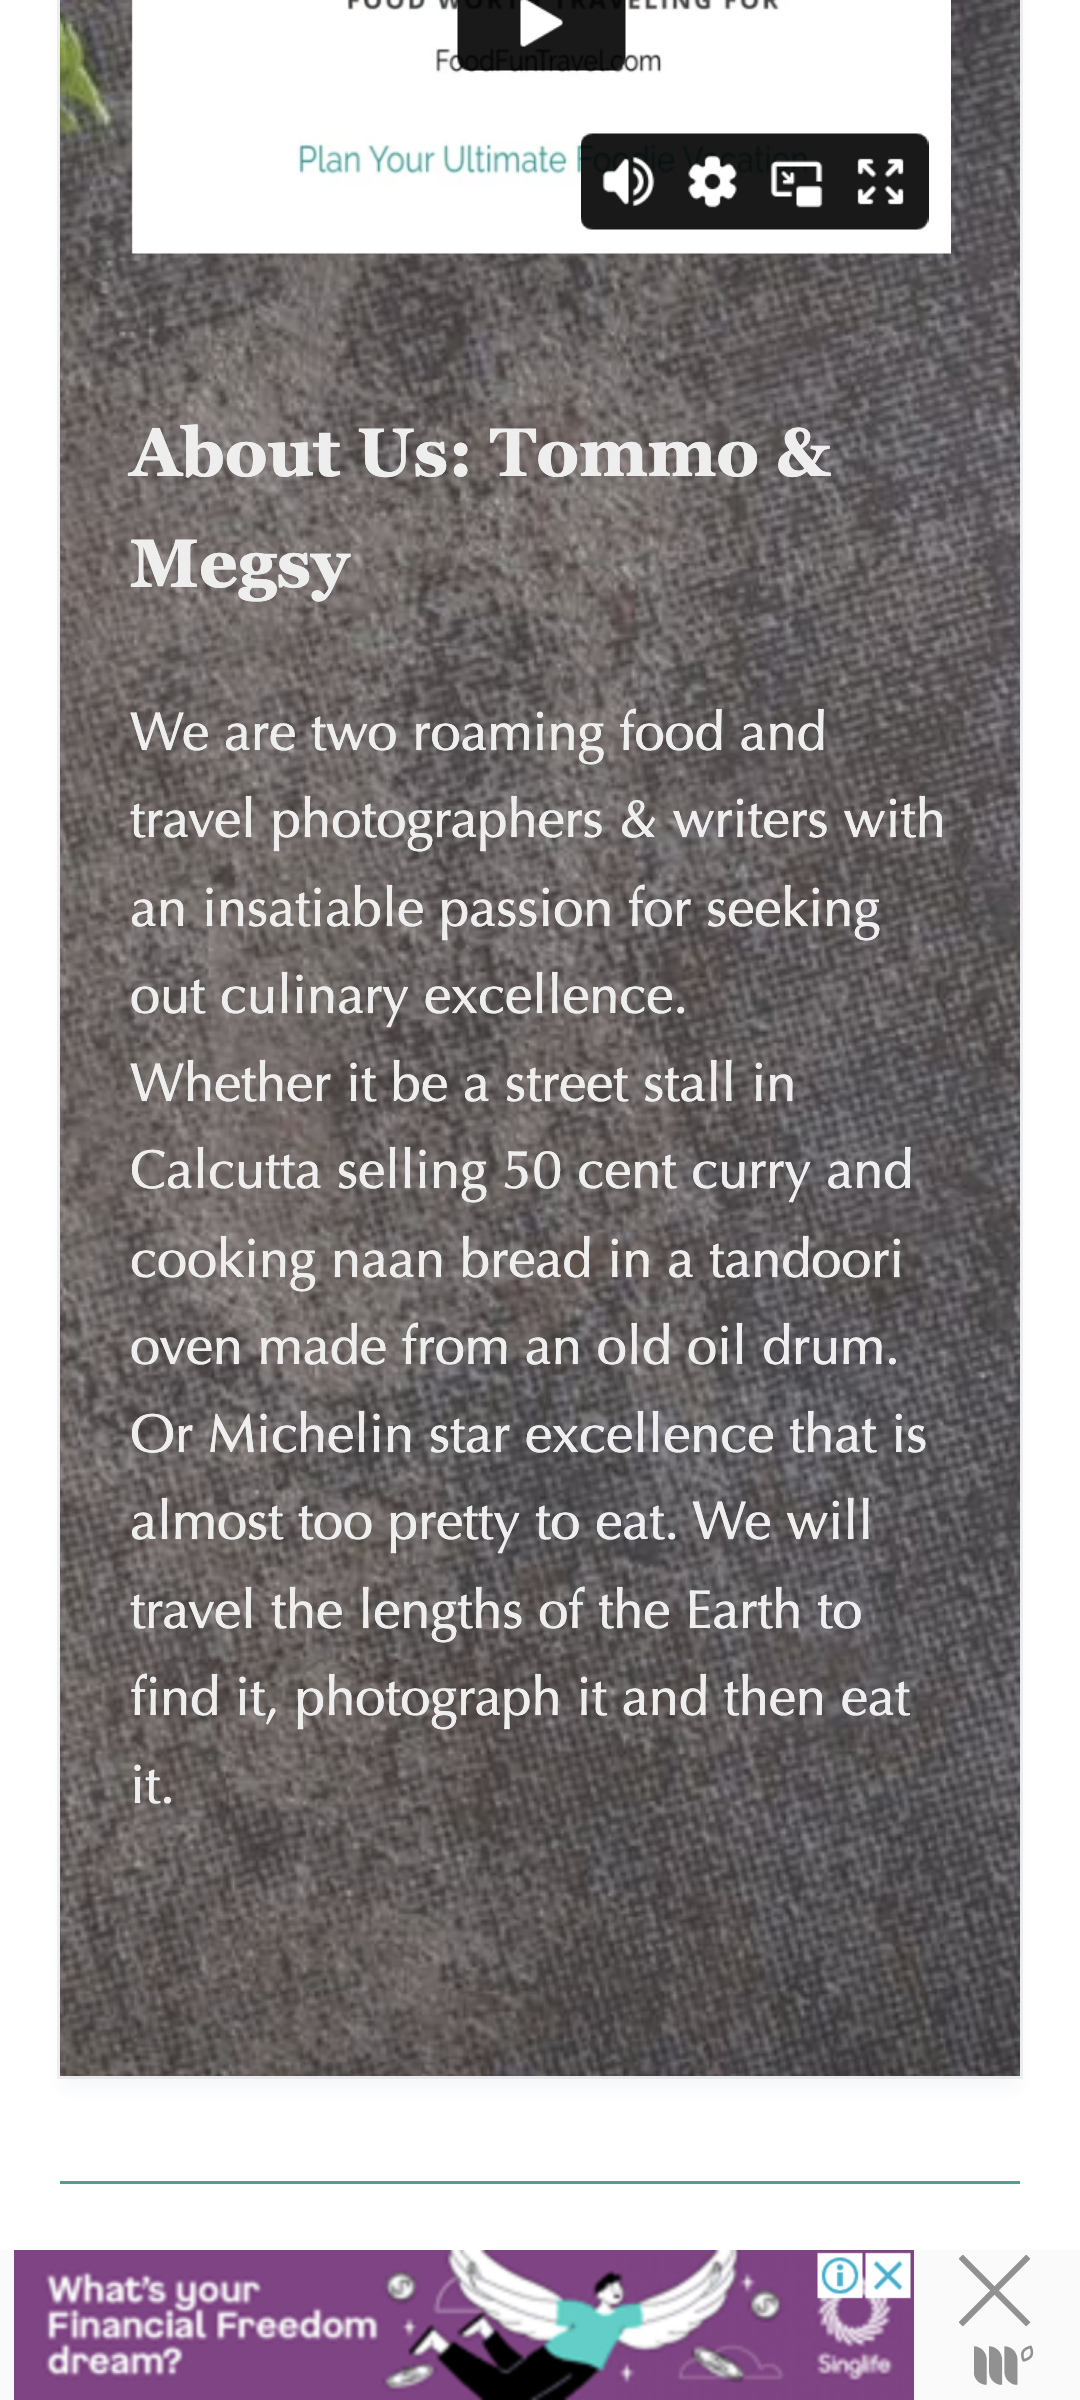 FOOD WORTH TRAVELING FOR
FoodFunTravel.com
Plan Your Ultimate Foodie Vacation
About Us: Tommo &
Megsy
We are two roaming food and
travel photographers & writers with
an insatiable passion for seeking
out culinary excellence.
Whether it be a street stall in
Calcutta selling 50 cent curry and
cooking naan bread in a tandoori
oven made from an old oil drum.
Or Michelin star excellence that is
almost too pretty to eat. We will
travel the lengths of the Earth to
find it, photograph it and then eat
it.
What's your
Financial Freedom
dream?
Singlife